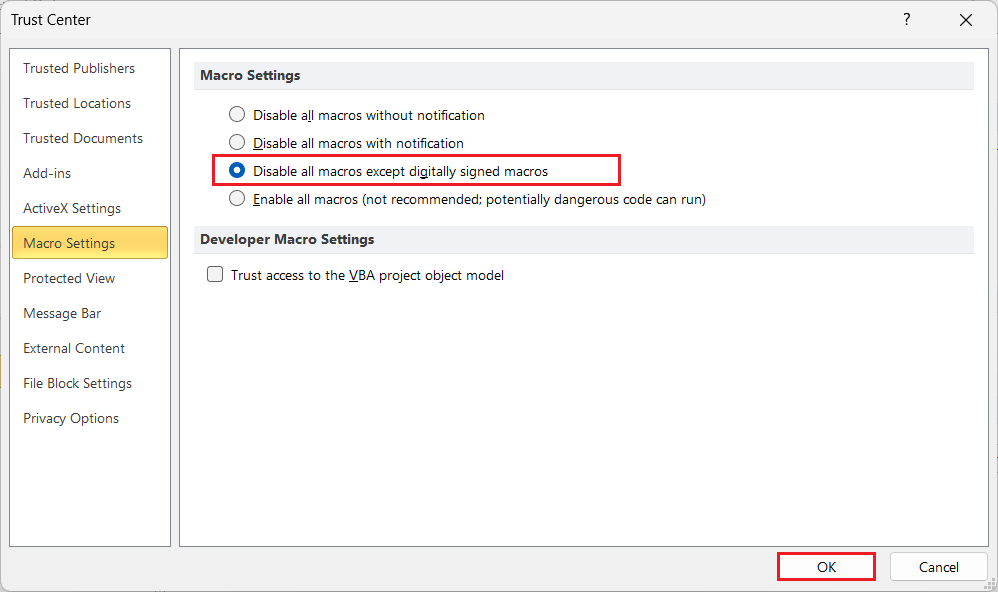 Trust Center
?
Trusted Publishers
Trusted Locations
Trusted Documents
Add-ins
ActiveX Settings
Macro Settings
Protected View
Message Bar
External Content
File Block Settings
Privacy Options
Macro Settings
Disable all macros without notification
Disable all macros with notification
Disable all macros except digitally signed macros
Enable all macros (not recommended; potentially dangerous code can run)
Developer Macro Settings
Trust access to the VBA project object model
OK
Cancel